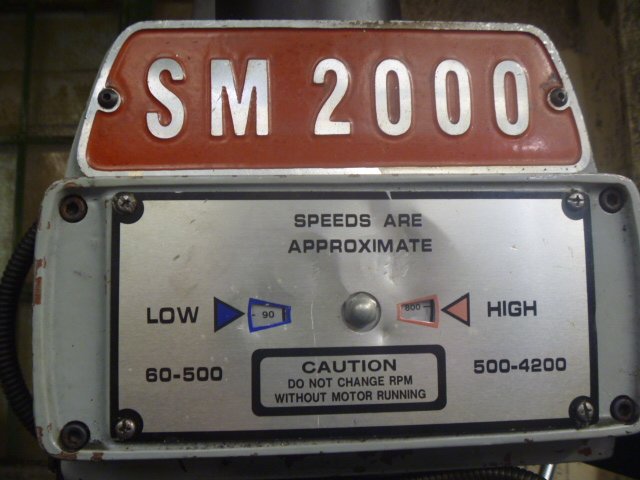 SM 2000
SPEEDS ARE
APPROXIMATE
LOW 90 800 HIGH
60-500 500-4200
CAUTION
DO NOT CHANGE RPM
WITHOUT MOTOR RUNNING